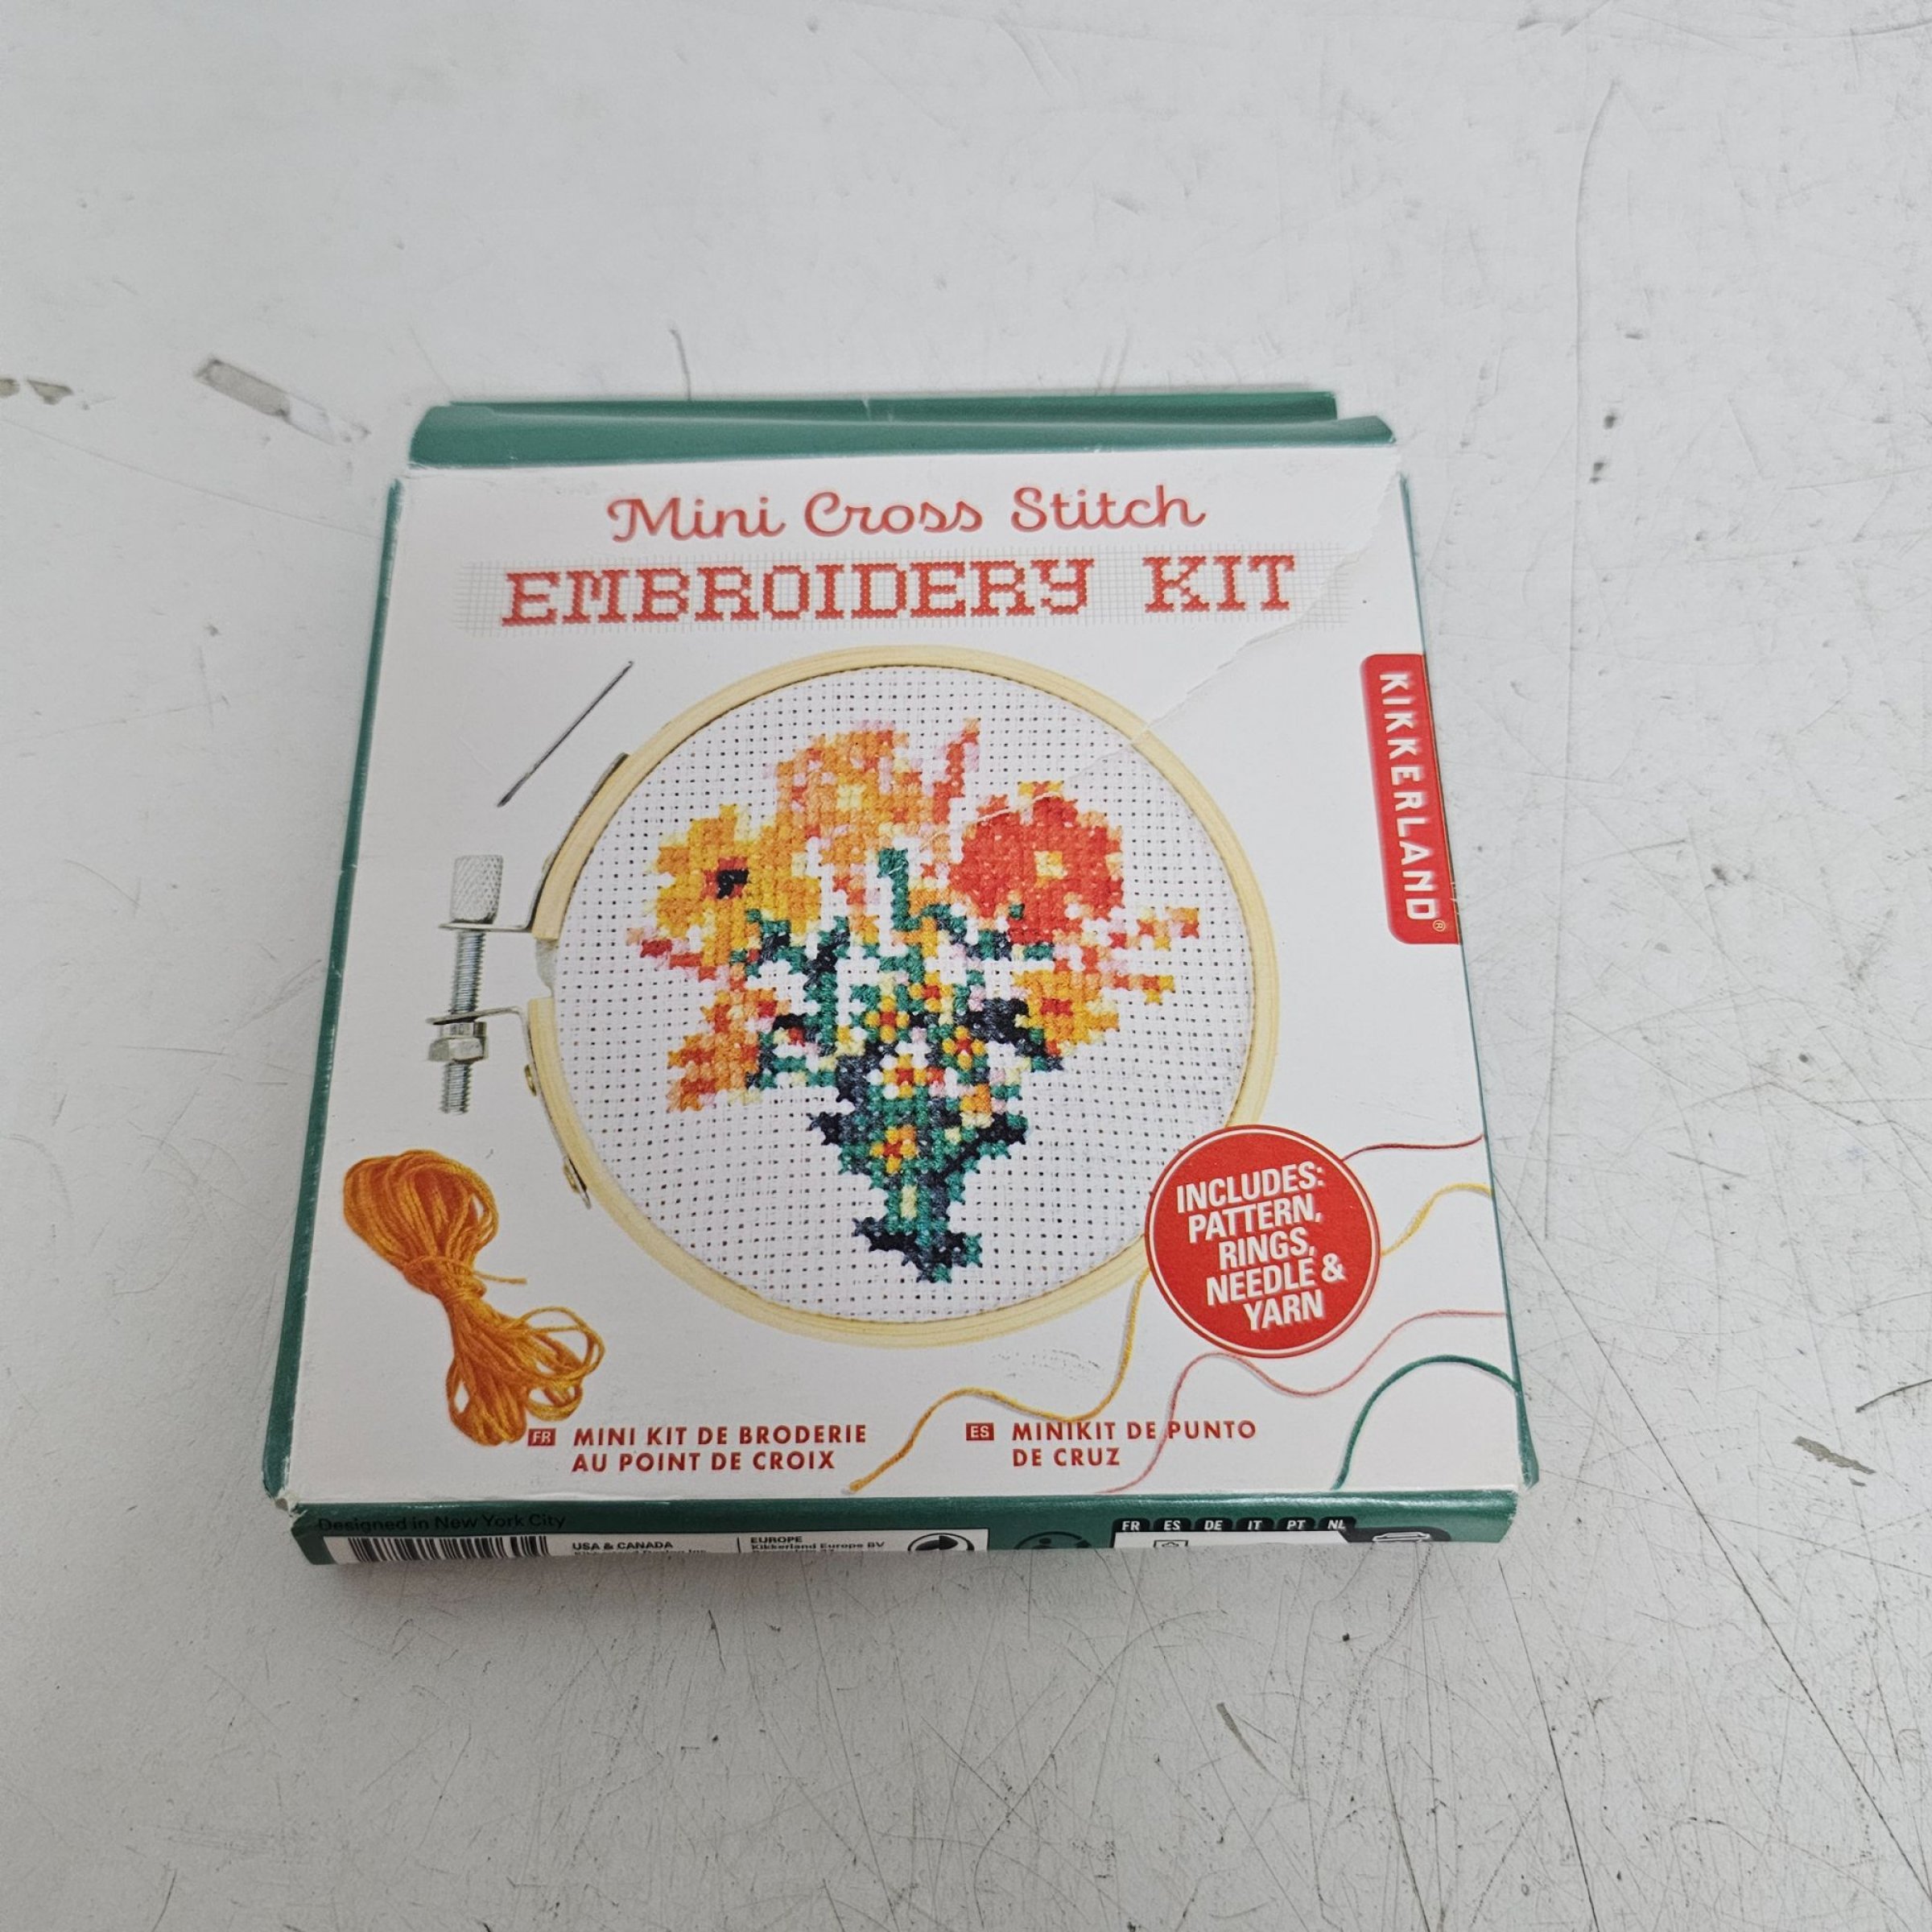 Mini Cross Stitch
EMBROIDERY KIT
KIKKERLAND®
INCLUDES:
PATTERN,
RINGS,
NEEDLE &
YARN
FR MINI KIT DE BRODERIE
AU POINT DE CROIX
ES MINIKIT DE PUNTO
DE CRUZ
Designed in New York City
USA & CANADA
EUROPE
Kikkerland Europe BV
FR ES DE IT PT NL